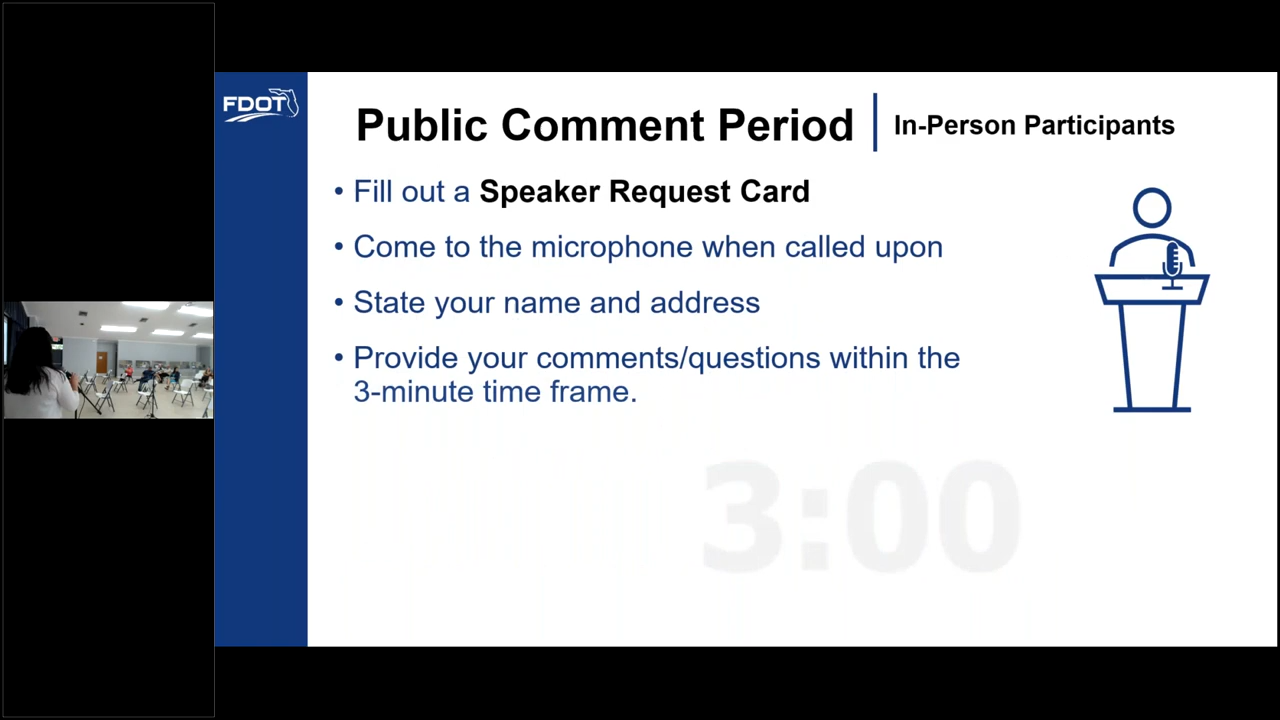 FDOT
Public Comment Period
In-Person Participants
• Fill out a Speaker Request Card
• Come to the microphone when called upon
• State your name and address
• Provide your comments/questions within the
3-minute time frame.
3:00